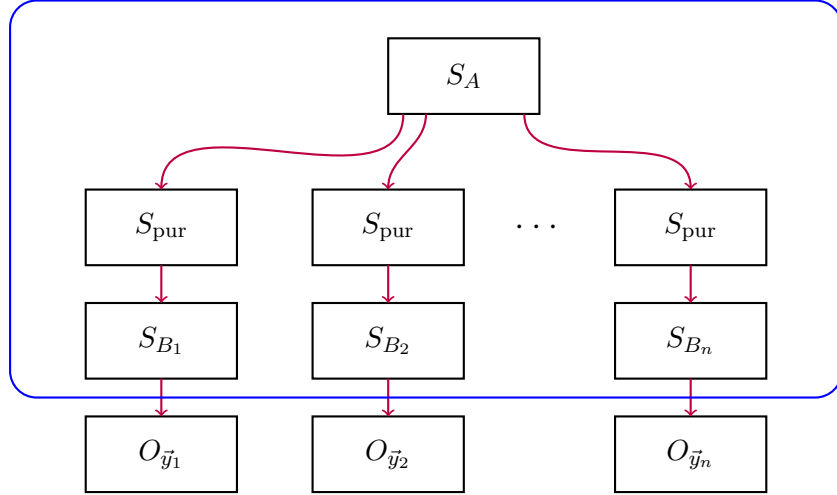 S_A
S_pur S_pur ... S_pur
S_{B_1} S_{B_2} S_{B_n}
O_{\vec{y}_1} O_{\vec{y}_2} O_{\vec{y}_n}